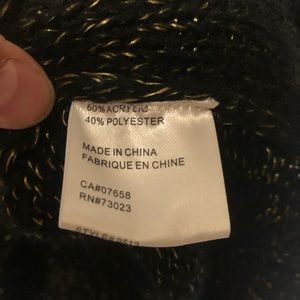 60% ACRYLIC
40% POLYESTER
MADE IN CHINA
FABRIQUE EN CHINE
CA#07658
RN#73023